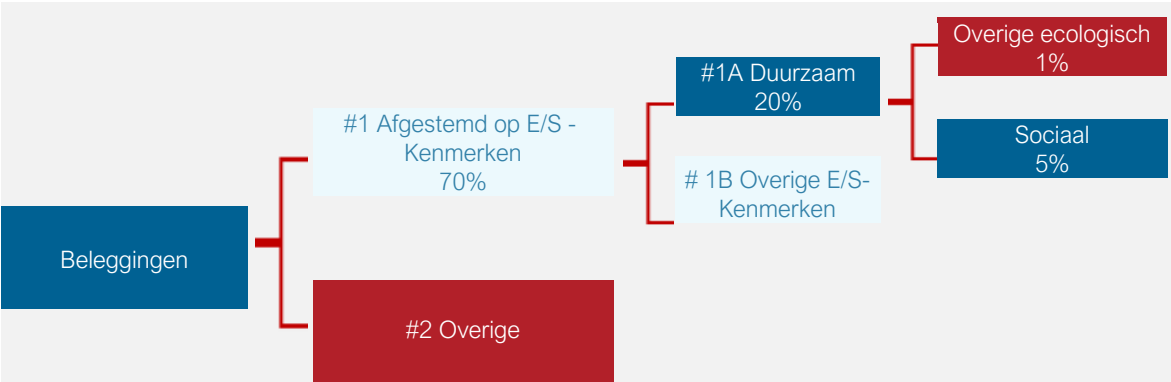 Beleggingen
#1 Afgestemd op E/S -
Kenmerken
70%
#2 Overige
#1A Duurzaam
20%
# 1B Overige E/S-
Kenmerken
Overige ecologisch
1%
Sociaal
5%